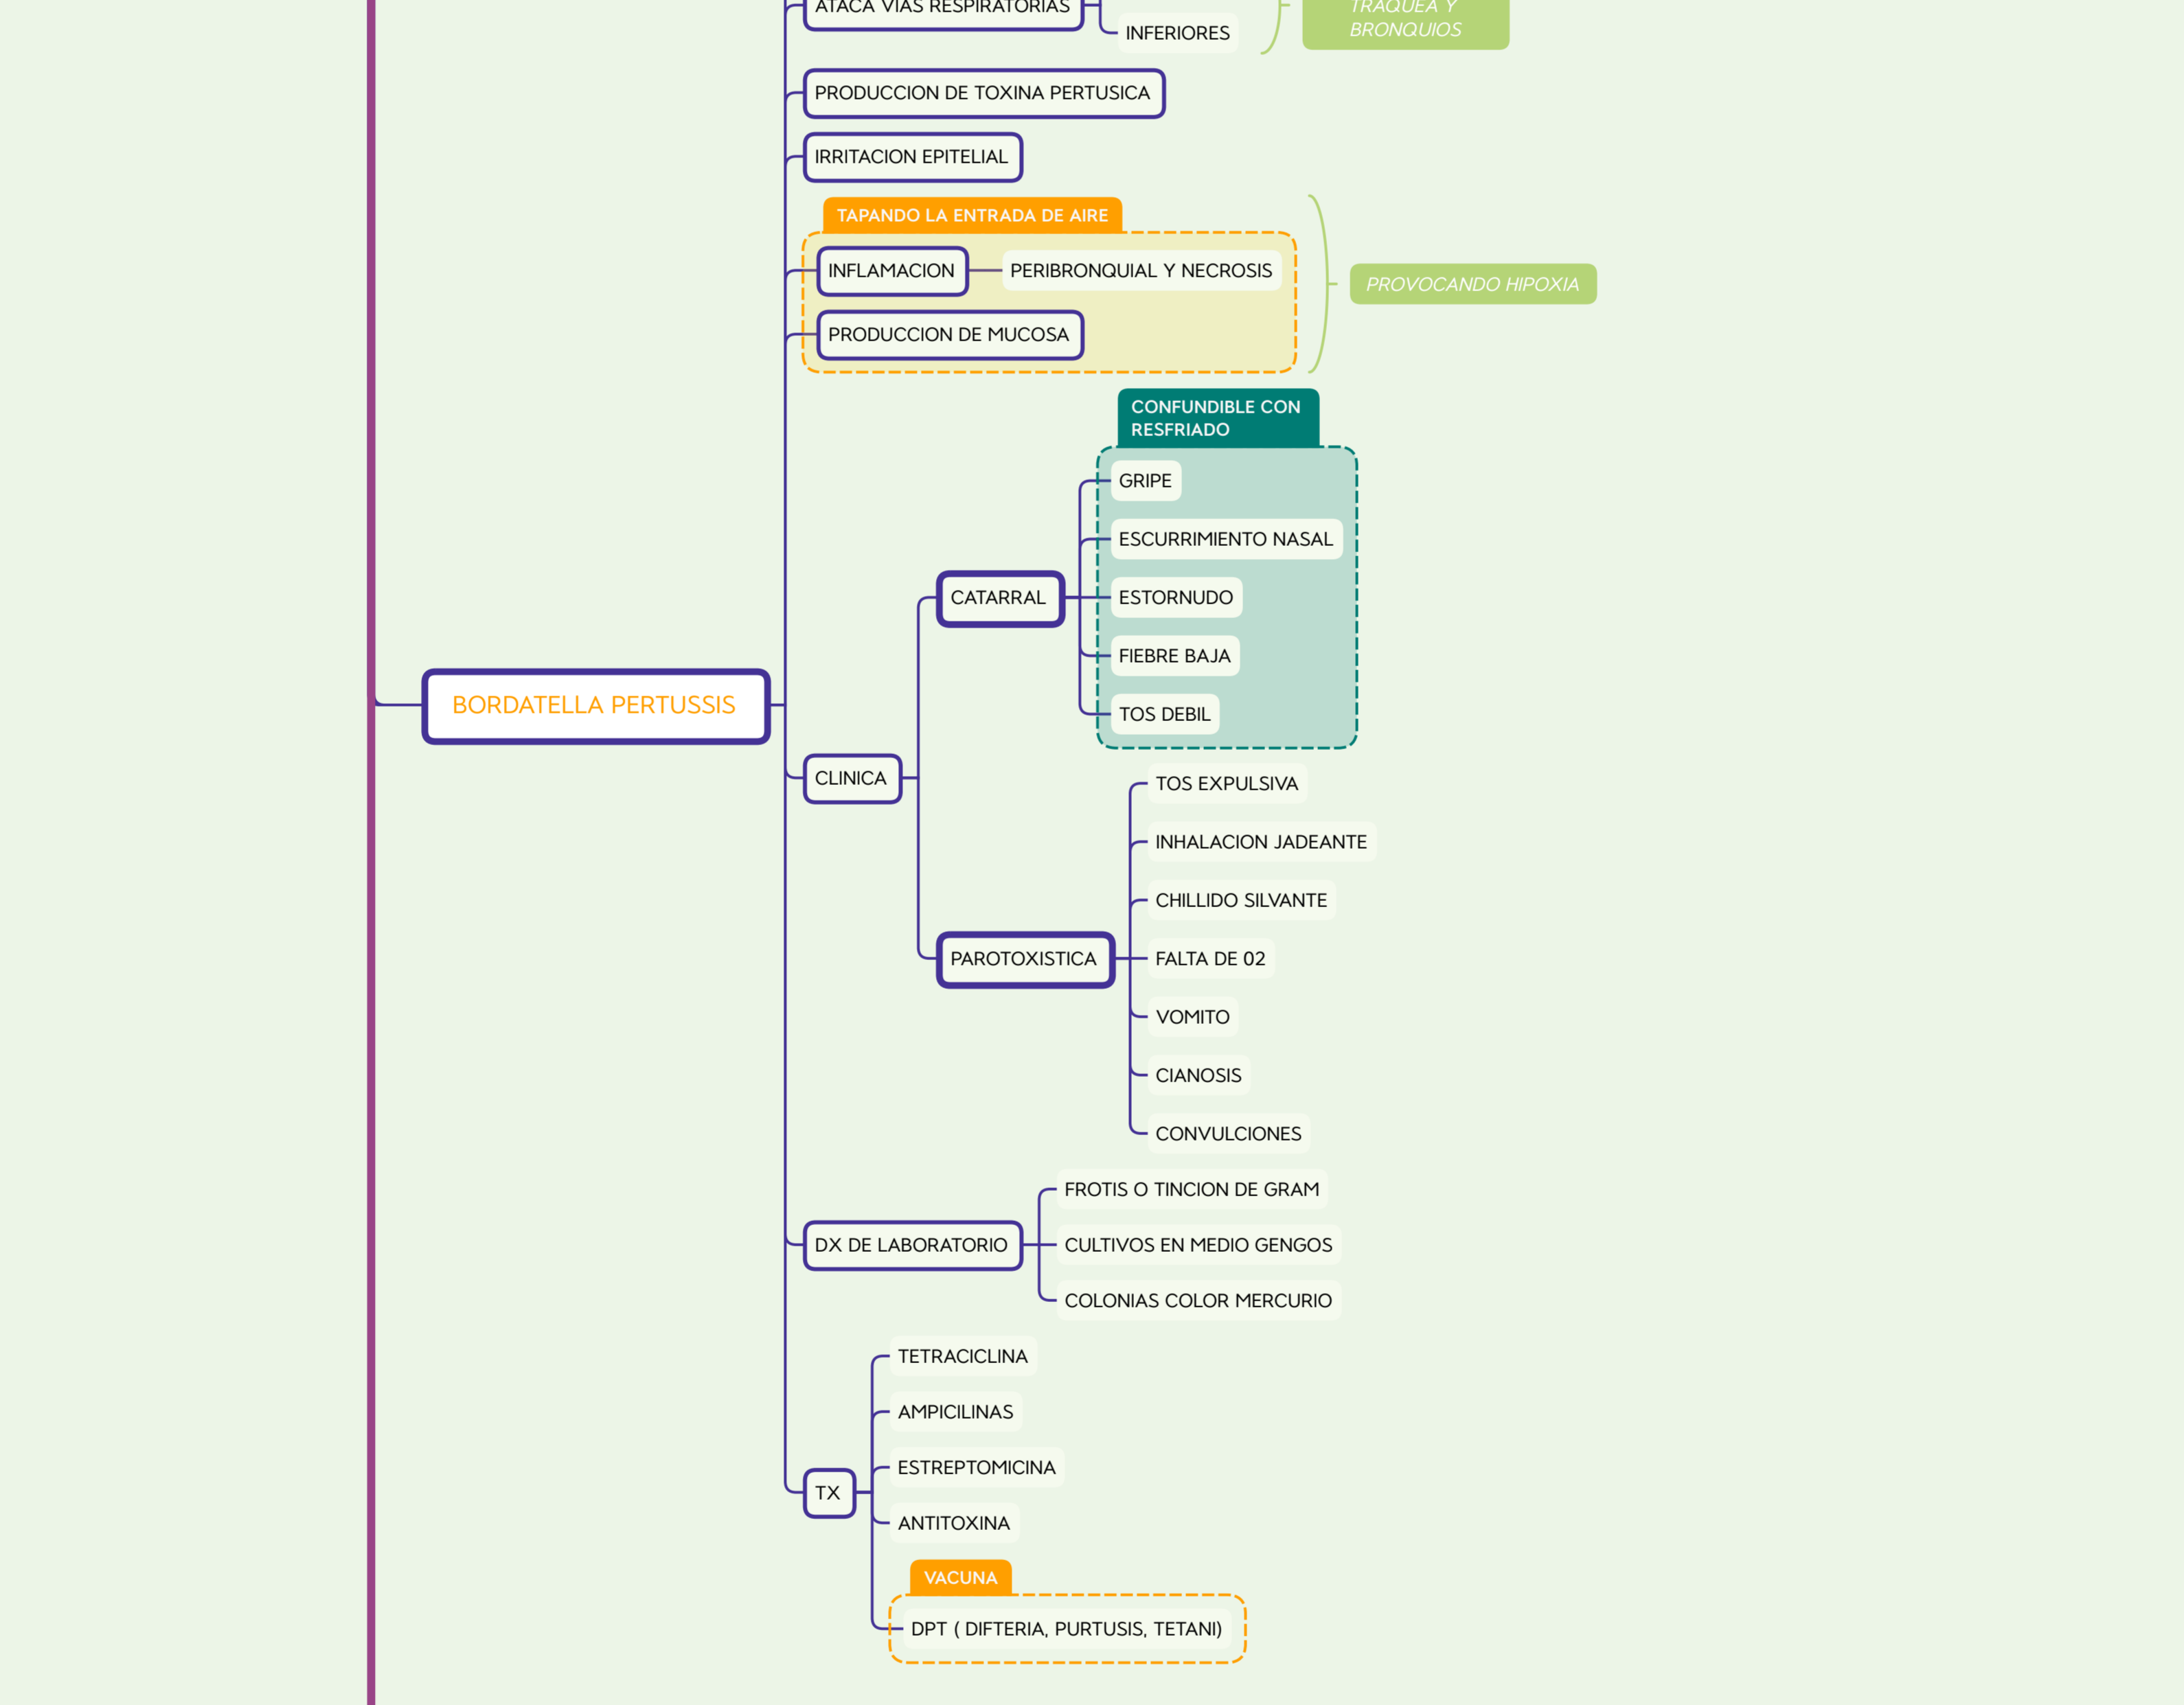 ATACA VIAS RESPIRATORIAS
INFERIORES
TRAQUEA Y
BRONQUIOS
PRODUCCION DE TOXINA PERTUSICA
IRRITACION EPITELIAL
TAPANDO LA ENTRADA DE AIRE
INFLAMACION
PERIBRONQUIAL Y NECROSIS
PROVOCANDO HIPOXIA
PRODUCCION DE MUCOSA
CONFUNDIBLE CON
RESFRIADO
GRIPE
ESCURRIMIENTO NASAL
CATARRAL
ESTORNUDO
FIEBRE BAJA
TOS DEBIL
BORDATELLA PERTUSSIS
CLINICA
TOS EXPULSIVA
INHALACION JADEANTE
CHILLIDO SILVANTE
PAROTOXISTICA
FALTA DE 02
VOMITO
CIANOSIS
CONVULCIONES
FROTIS O TINCION DE GRAM
DX DE LABORATORIO
CULTIVOS EN MEDIO GENGOS
COLONIAS COLOR MERCURIO
TETRACICLINA
AMPICILINAS
ESTREPTOMICINA
TX
ANTITOXINA
VACUNA
DPT ( DIFTERIA, PURTUSIS, TETANI)